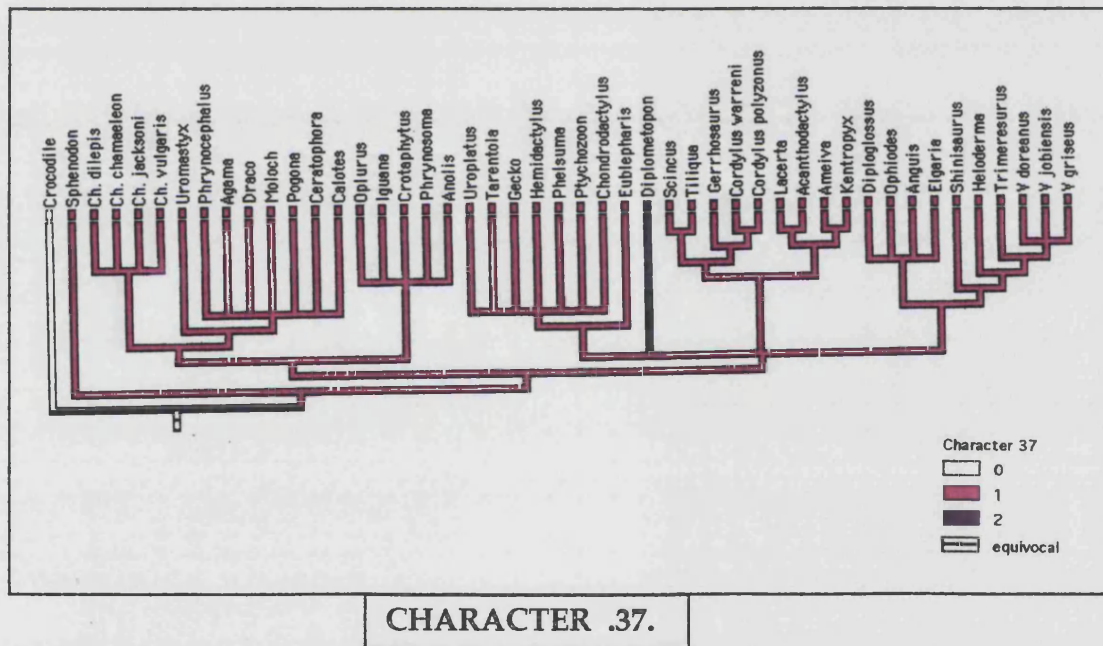 Crocodile
Sphenodon
Ch. dilepis
Ch. chamaeleon
Ch. jacksoni
Ch. vulgaris
Uromastyx
Phrynocephalus
Agama
Draco
Moloch
Pogona
Ceratophora
Calotes
Oplurus
Iguana
Crotaphytus
Phrynosoma
Anolis
Uroplatus
Tarentola
Gecko
Hemidactylus
Phelsuma
Ptychozoon
Chondrodactylus
Eublepharis
Diplometopon
Scincus
Tiliqua
Gerrhosaurus
Cordylus warreni
Cordylus polyzonus
Lacerta
Acanthodactylus
Ameiva
Kentropyx
Diploglossus
Ophiodes
Anguis
Elgaria
Shinisaurus
Heloderma
Trimeresurus
V doreanus
V jobiensis
V griseus
Character 37
0
1
2
equivocal
CHARACTER .37.